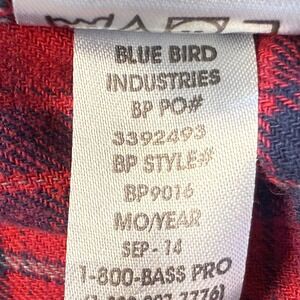 BLUE BIRD
INDUSTRIES
BP PO#
3392493
BP STYLE#
BP9016
MO/YEAR
SEP- 14
1-800-BASS PRO